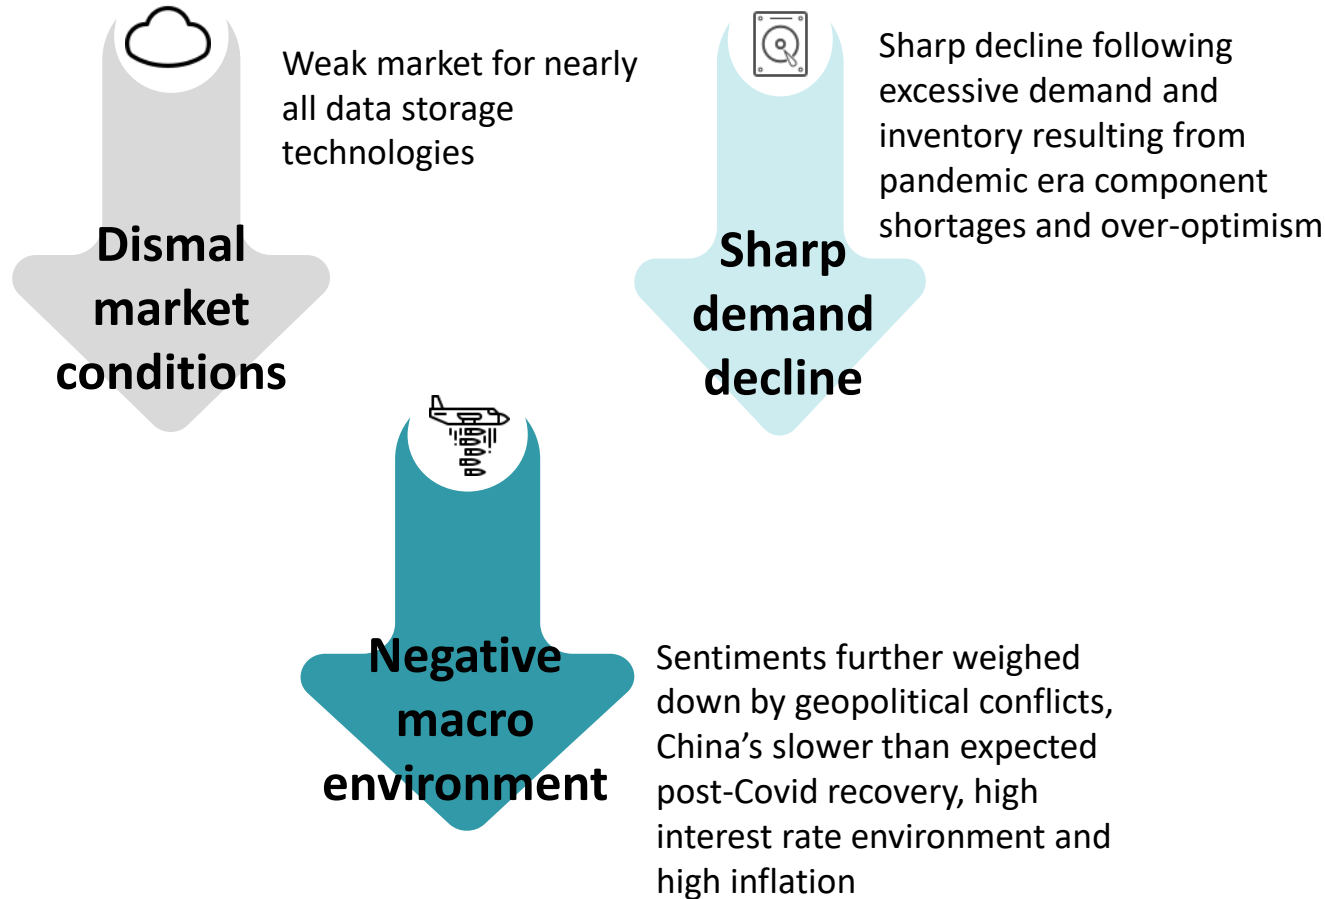 Weak market for nearly
all data storage
technologies
Dismal
market
conditions
Sharp decline following
excessive demand and
inventory resulting from
pandemic era component
shortages and over-optimism
Sharp
demand
decline
Negative
macro
environment
Sentiments further weighed
down by geopolitical conflicts,
China’s slower than expected
post-Covid recovery, high
interest rate environment and
high inflation